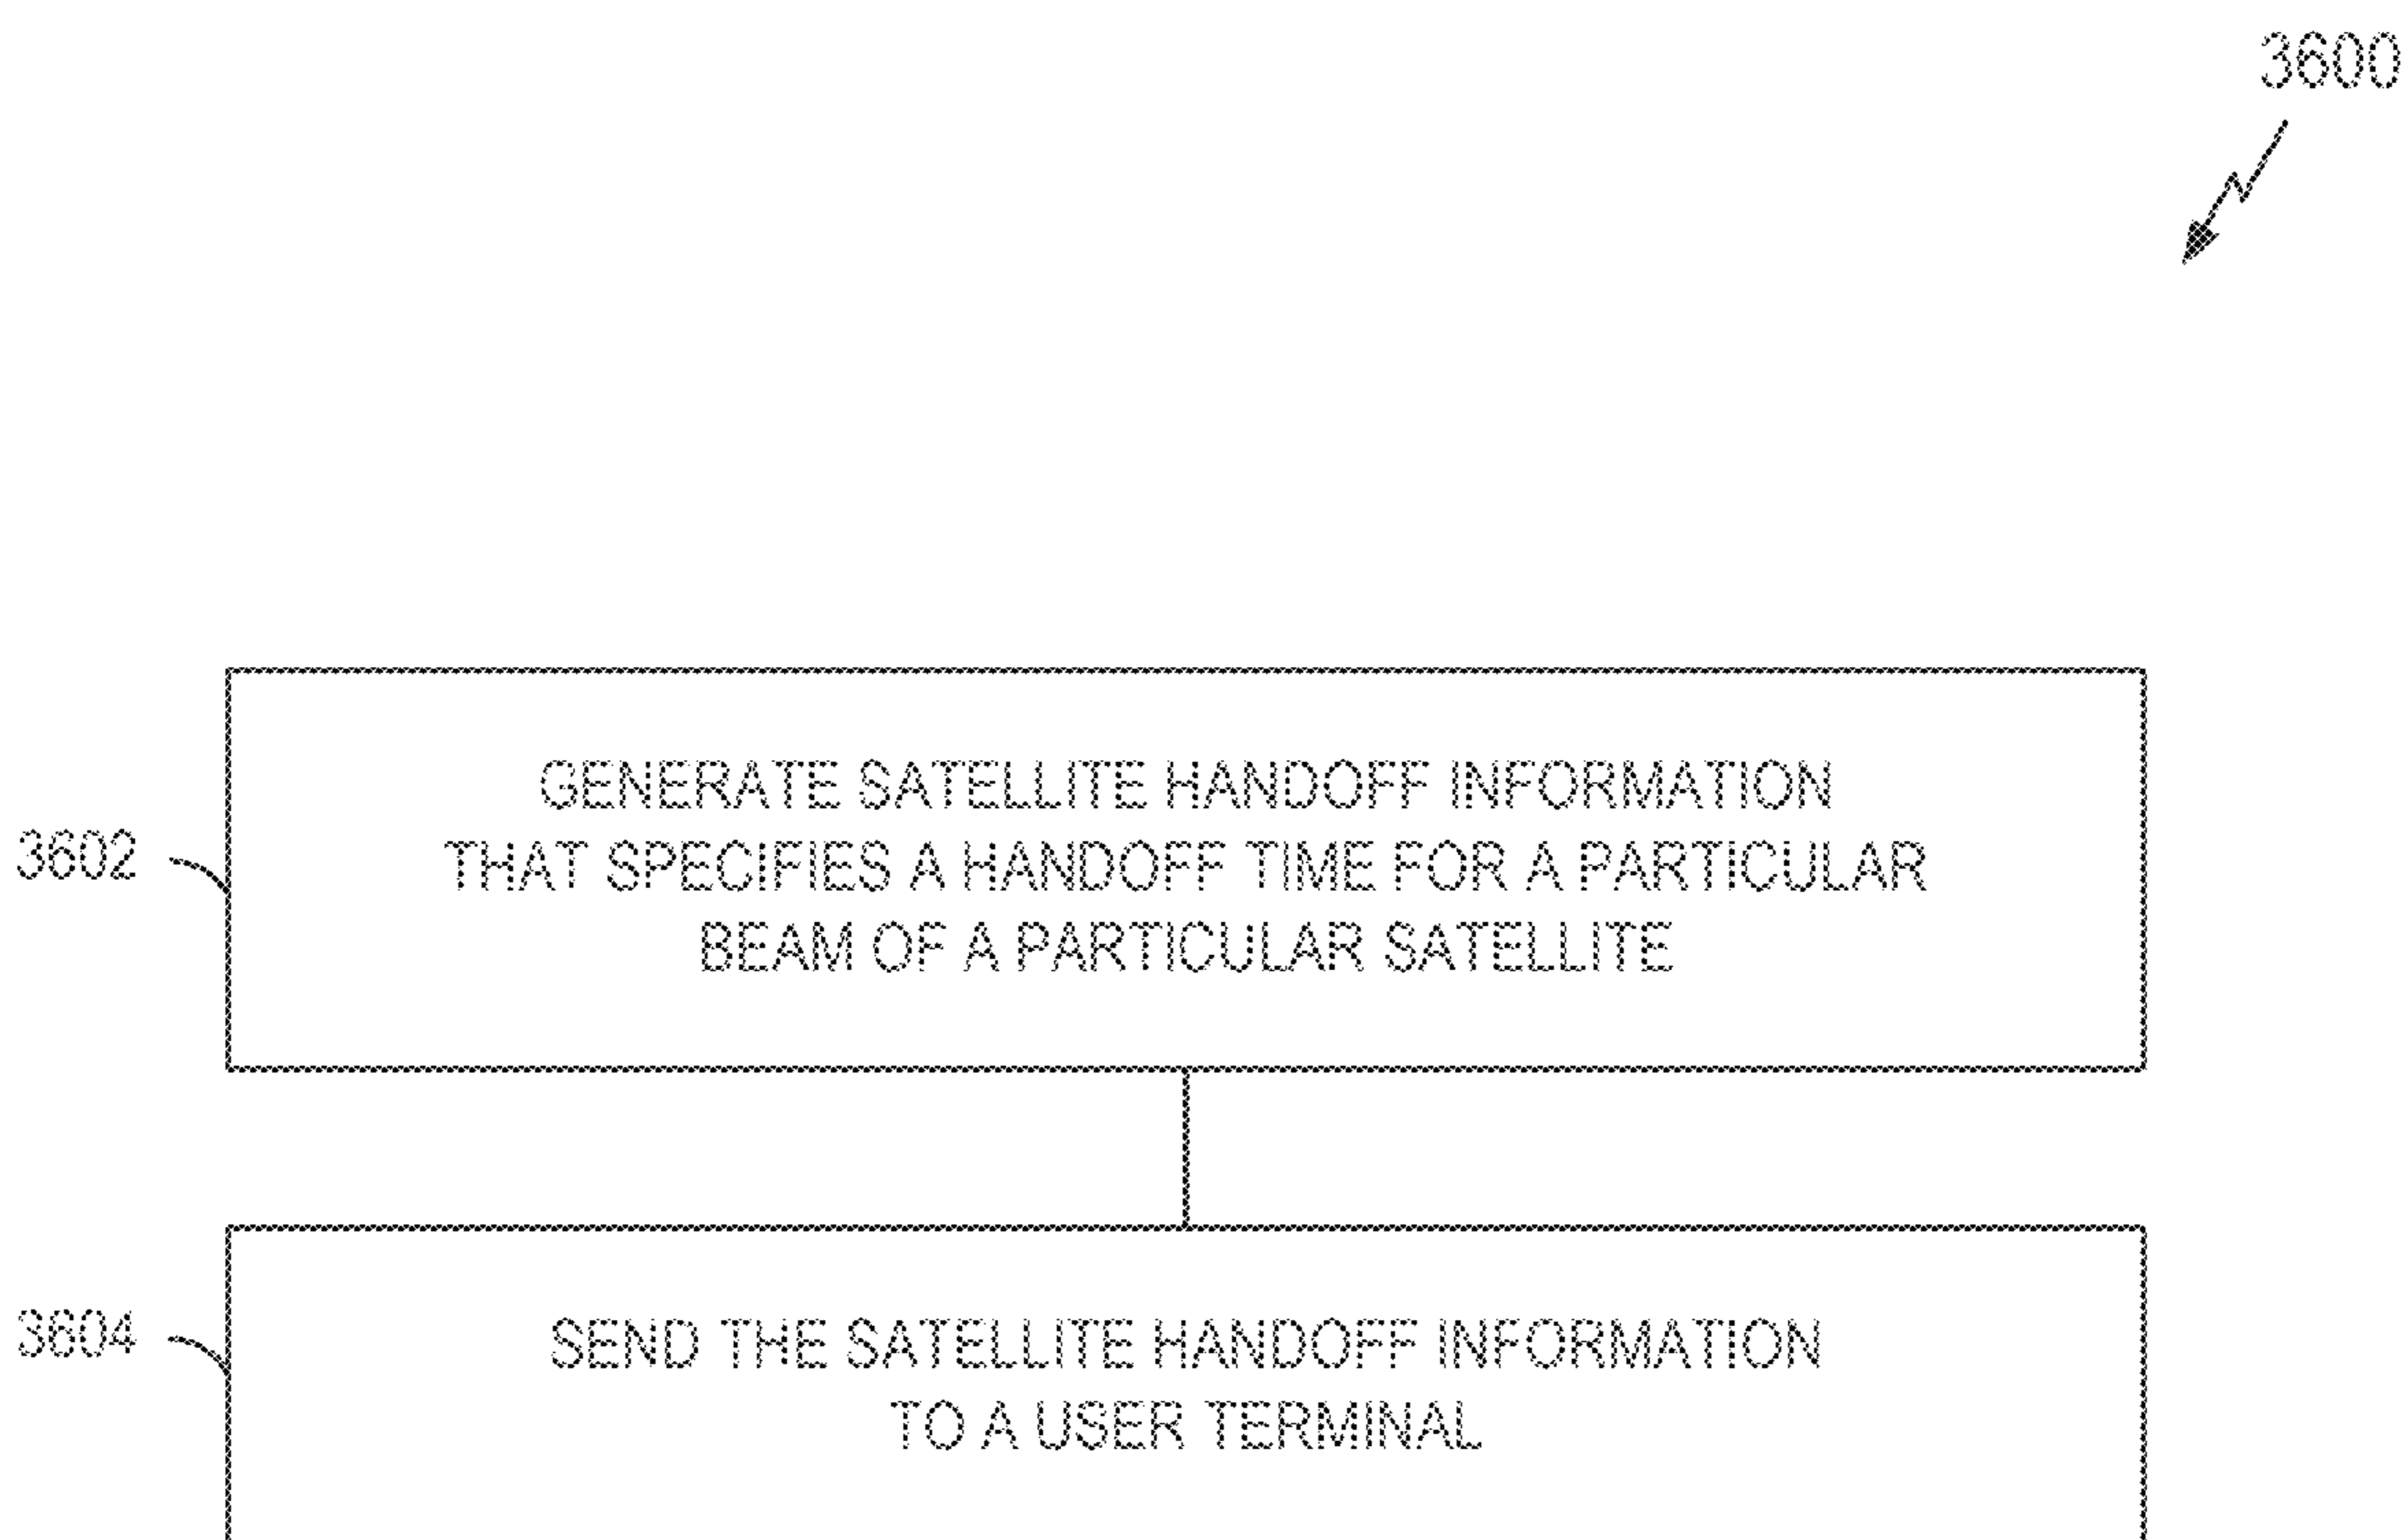 3600
3602
GENERATE SATELLITE HANDOFF INFORMATION
THAT SPECIFIES A HANDOFF TIME FOR A PARTICULAR
BEAM OF A PARTICULAR SATELLITE
3604
SEND THE SATELLITE HANDOFF INFORMATION
TO A USER TERMINAL